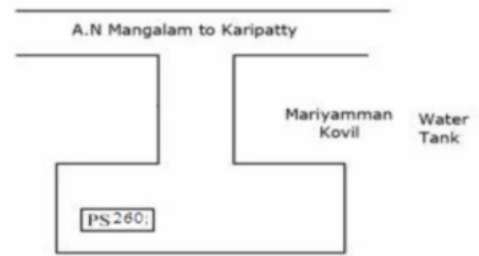 A.N Mangalam to Karipatty
Mariyamman
Kovil
Water
Tank
PS260;